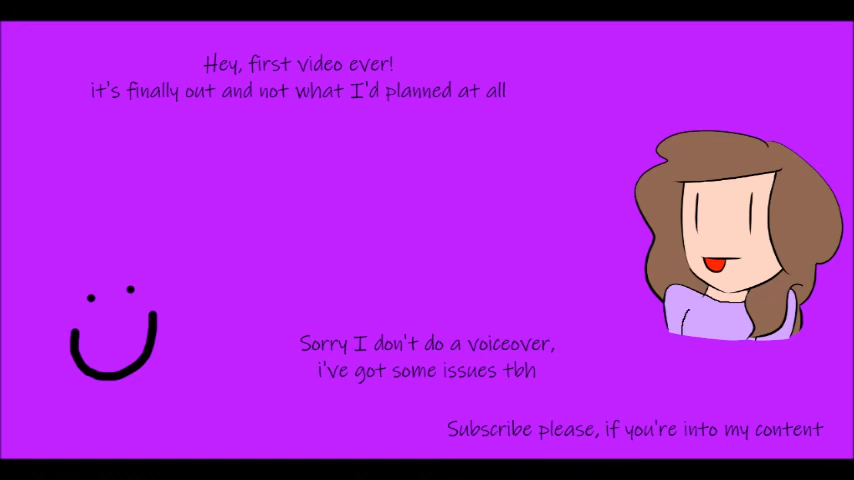 Hey, first video ever!
it's finally out and not what I'd planned at all
Sorry I don't do a voiceover,
i've got some issues tbh
Subscribe please, if you're into my content